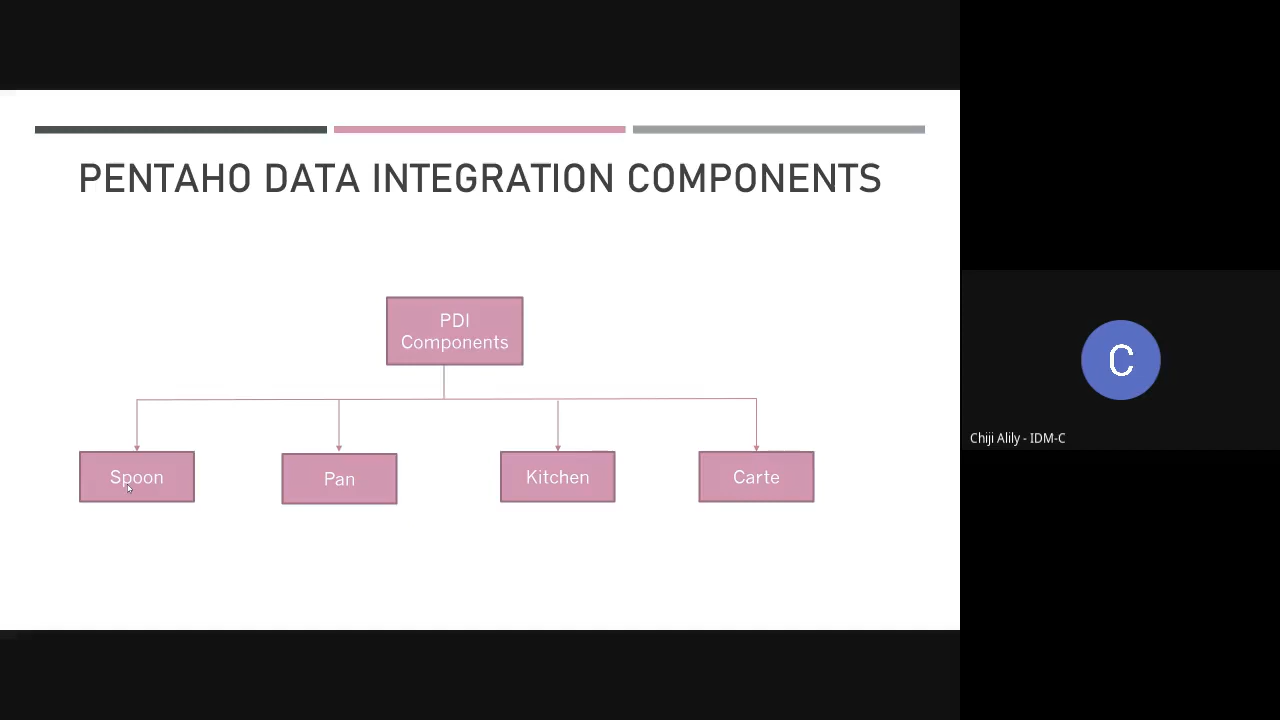 PENTAHO DATA INTEGRATION COMPONENTS
PDI
Components
Spoon
Pan
Kitchen
Carte
C
Chiji Alily - IDM-C